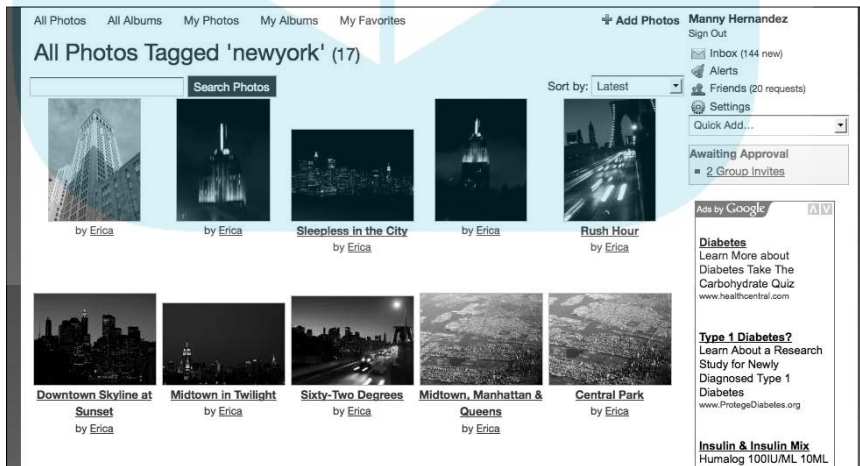 All Photos All Albums My Photos My Albums My Favorites + Add Photos
All Photos Tagged 'newyork' (17)
Search Photos
Sort by: Latest
by Erica
by Erica
Sleepless in the City
by Erica
by Erica
Rush Hour
by Erica
Downtown Skyline at
Sunset
by Erica
Midtown in Twilight
by Erica
Sixty-Two Degrees
by Erica
Midtown, Manhattan &
Queens
by Erica
Central Park
by Erica
Manny Hernandez
Sign Out
Inbox (144 new)
Alerts
Friends (20 requests)
Settings
Quick Add...
Awaiting Approval
2 Group Invites
Ads by Google
Diabetes
Learn More about
Diabetes Take The
Carbohydrate Quiz
www.healthcentral.com
Type 1 Diabetes?
Learn About a Research
Study for Newly
Diagnosed Type 1
Diabetes
www.ProtegeDiabetes.org
Insulin & Insulin Mix
Humalog 100IU/ML 10ML